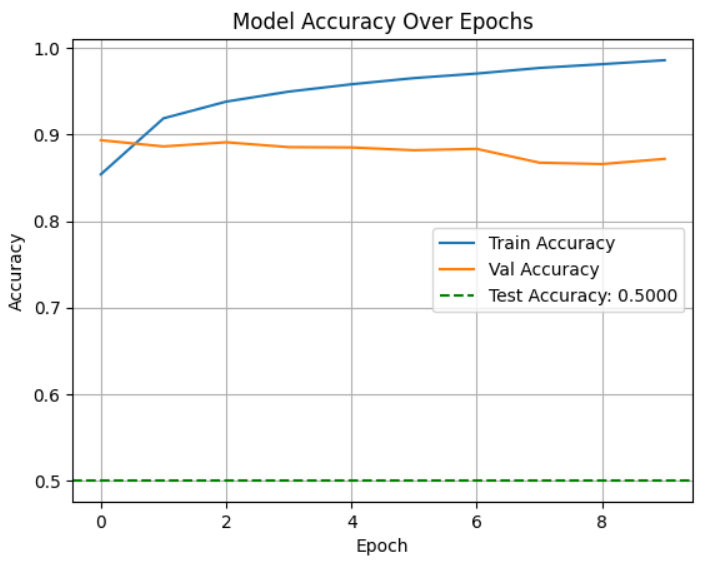 Model Accuracy Over Epochs
1.0
0.9
0.8
0.7
0.6
0.5
Accuracy
Train Accuracy
Val Accuracy
Test Accuracy: 0.5000
0 2 4 6 8
Epoch